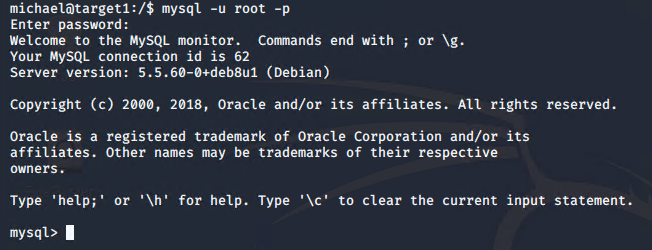 michael@target1:/$ mysql -u root -p
Enter password:
Welcome to the MySQL monitor.  Commands end with ; or \g.
Your MySQL connection id is 62
Server version: 5.5.60-0+deb8u1 (Debian)
Copyright (c) 2000, 2018, Oracle and/or its affiliates. All rights reserved.
Oracle is a registered trademark of Oracle Corporation and/or its
affiliates. Other names may be trademarks of their respective
owners.
Type 'help;' or '\h' for help. Type '\c' to clear the current input statement.
mysql>